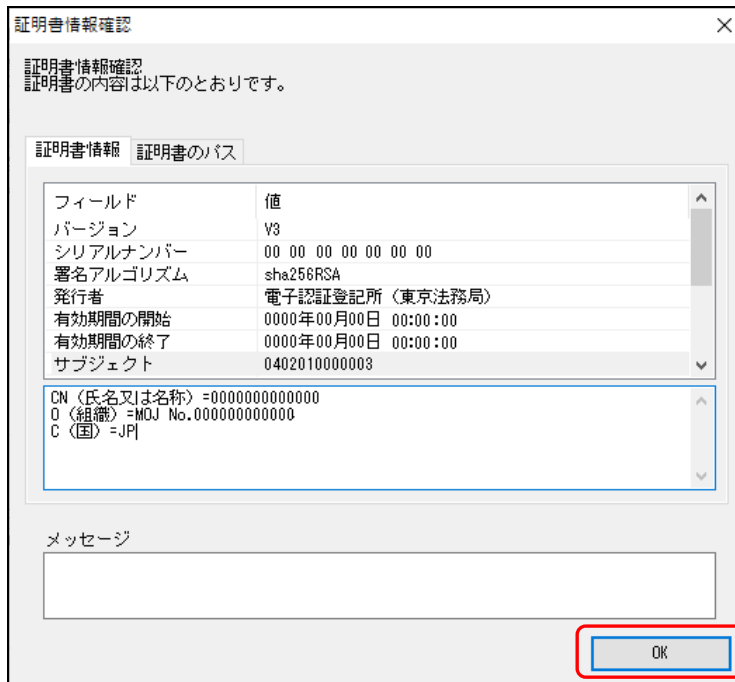 証明書情報確認
証明書情報確認
証明書の内容は以下のとおりです。
証明書情報 証明書のパス
フィールド 値
バージョン V3
シリアルナンバー 00 00 00 00 00 00 00
署名アルゴリズム sha256RSA
発行者 電子認証登記所（東京法務局）
有効期間の開始 0000年00月00日 00:00:00
有効期間の終了 0000年00月00日 00:00:00
サブジェクト 0402010000003
CN（氏名又は名称）=0000000000000
O（組織）=MOJ No.000000000000
C（国）=JP
メッセージ
OK